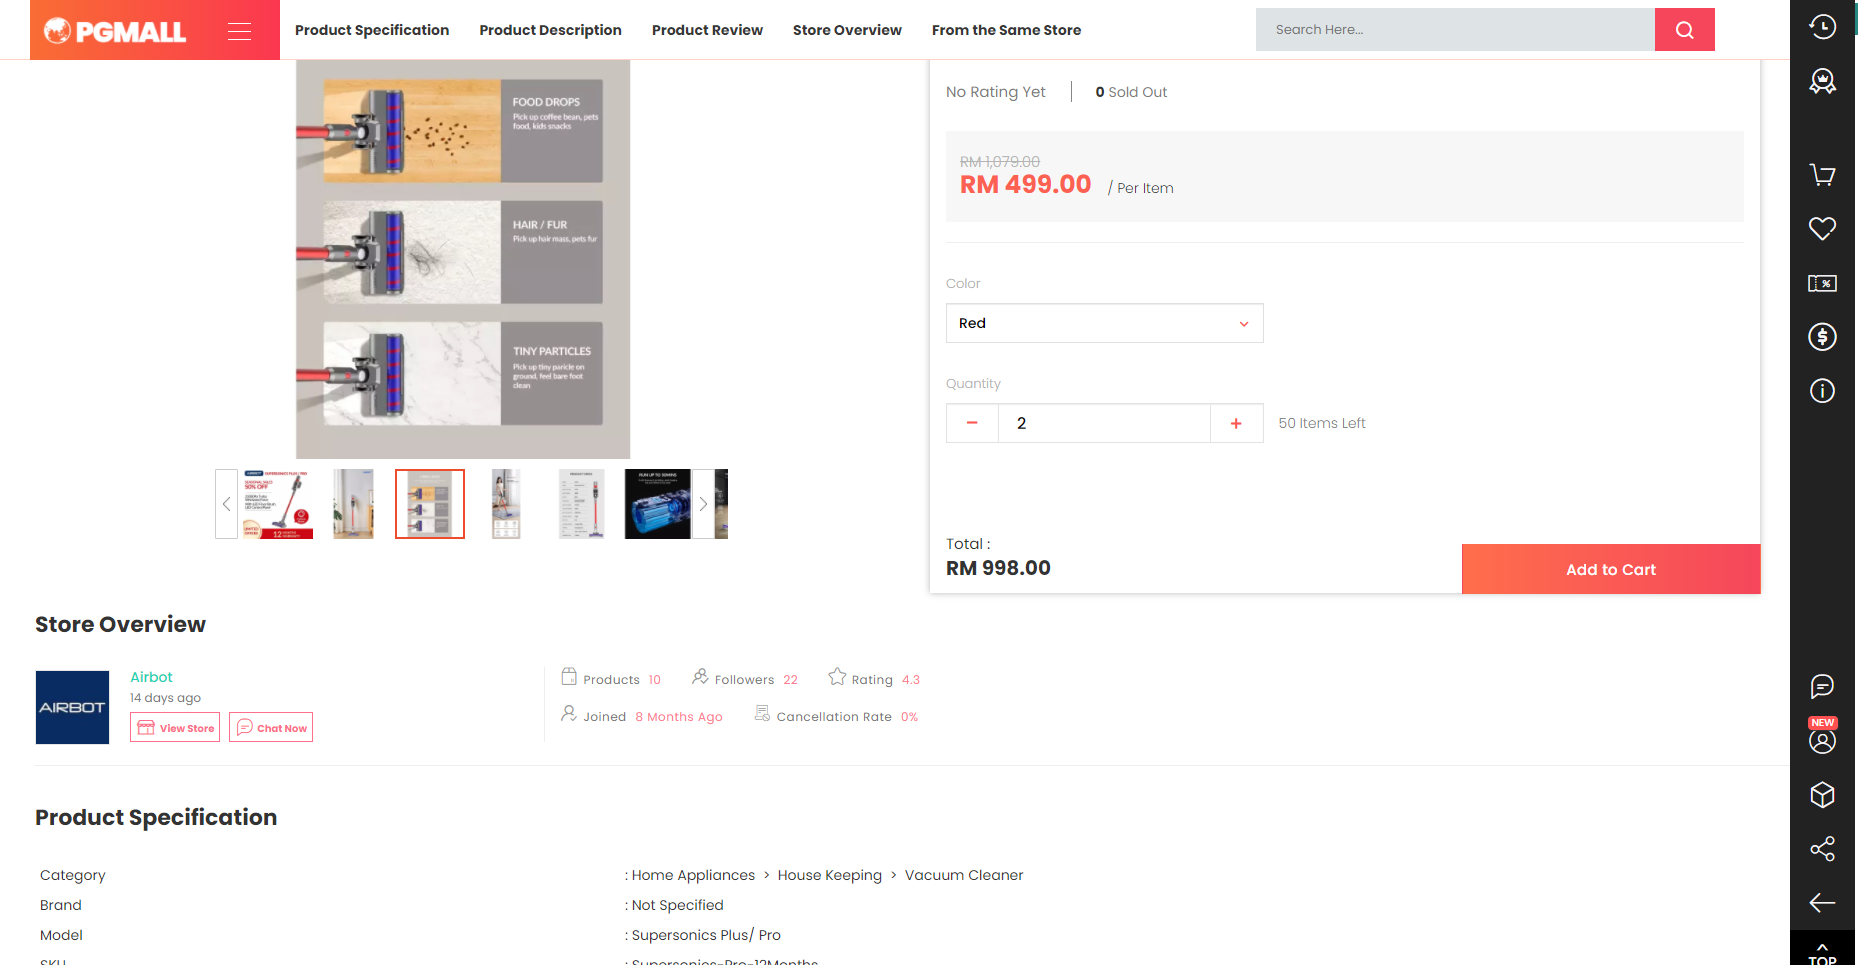 PGMALL
Product Specification
Product Description
Product Review
Store Overview
From the Same Store
Search Here...
FOOD DROPS
Pick up coffee bean, pets
food, kids snacks
HAIR / FUR
Pick up hair mass, pets fur
TINY PARTICLES
Pick up tiny paricle on
ground, feel bare foot
clean
No Rating Yet
0 Sold Out
RM 1,079.00
RM 499.00 / Per Item
Color
Red
Quantity
2
50 Items Left
Total :
RM 998.00
Add to Cart
Store Overview
AIRBOT
Airbot
14 days ago
View Store
Chat Now
Products 10
Followers 22
Rating 4.3
Joined 8 Months Ago
Cancellation Rate 0%
Product Specification
Category : Home Appliances > House Keeping > Vacuum Cleaner
Brand : Not Specified
Model : Supersonics Plus/ Pro
SKU : Supersonics-Pro-12Months
NEW
TOP